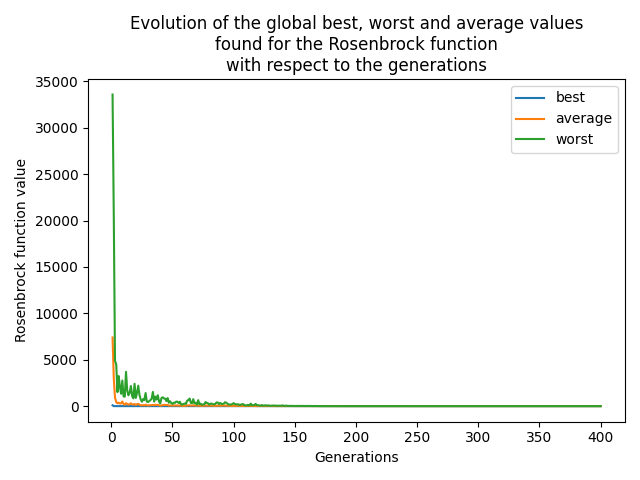 Evolution of the global best, worst and average values
found for the Rosenbrock function
with respect to the generations
best
average
worst
Rosenbrock function value
35000
30000
25000
20000
15000
10000
5000
0
0 50 100 150 200 250 300 350 400
Generations